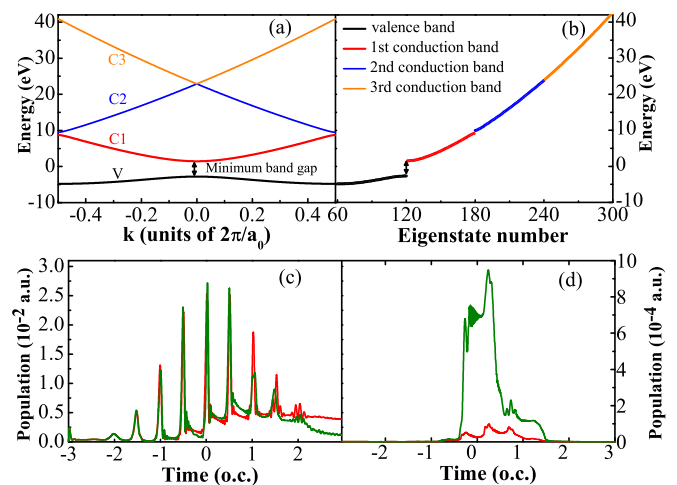 40
30
20
10
0
-10
Energy (eV)
(a)
C3
C2
C1
V
Minimum band gap
-0.4 -0.2 0.0 0.2 0.4
k (units of 2π/a0)
valence band
1st conduction band
2nd conduction band
3rd conduction band
(b)
40
30
20
10
0
-10
Energy (eV)
60 120 180 240 300
Eigenstate number
3.0
2.5
2.0
1.5
1.0
0.5
0.0
Population (10-2 a.u.)
(c)
-3 -2 -1 0 1 2
Time (o.c.)
(d)
10
8
6
4
2
0
Population (10-4 a.u.)
-2 -1 0 1 2 3
Time (o.c.)